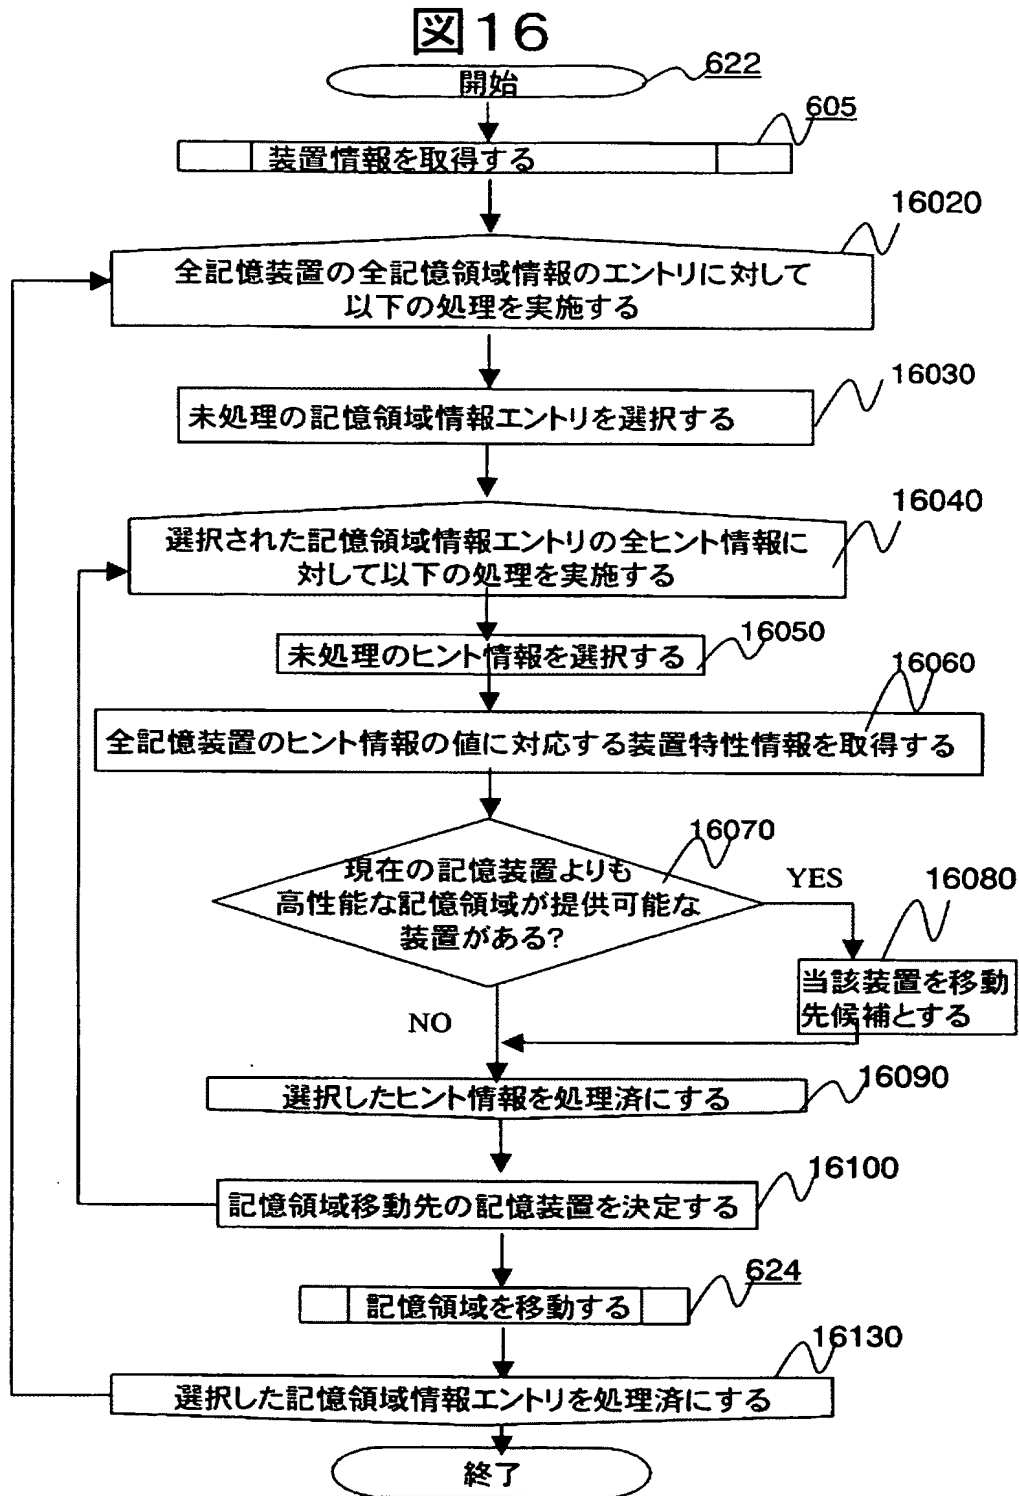 図16
開始
622
605
装置情報を取得する
16020
全記憶装置の全記憶領域情報のエントリに対して
以下の処理を実施する
16030
未処理の記憶領域情報エントリを選択する
16040
選択された記憶領域情報エントリの全ヒント情報に
対して以下の処理を実施する
16050
未処理のヒント情報を選択する
16060
全記憶装置のヒント情報の値に対応する装置特性情報を取得する
16070
現在の記憶装置よりも
高性能な記憶領域が提供可能な
装置がある?
YES
16080
当該装置を移動
先候補とする
NO
16090
選択したヒント情報を処理済にする
16100
記憶領域移動先の記憶装置を決定する
624
記憶領域を移動する
16130
選択した記憶領域情報エントリを処理済にする
終了